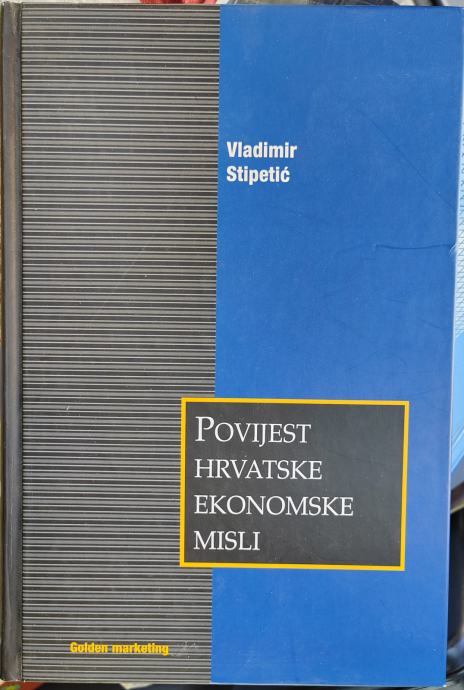 Vladimir
Stipetić
POVIJEST
HRVATSKE
EKONOMSKE
MISLI
Golden marketing